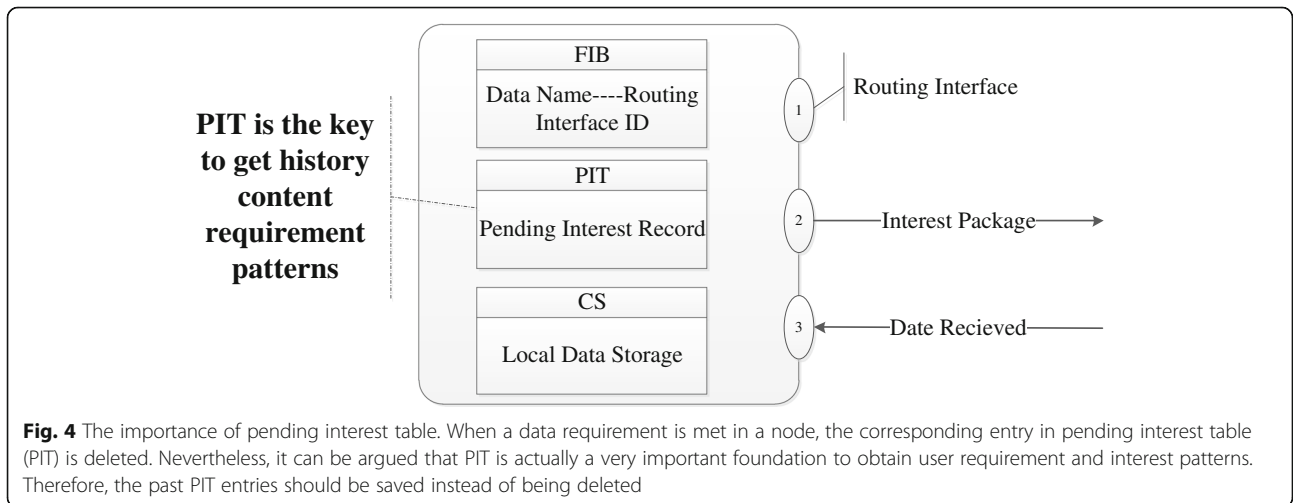 FIB
Data Name----Routing
Interface ID
PIT is the key
to get history
content
requirement
patterns
PIT
Pending Interest Record
CS
Local Data Storage
1
Routing Interface
2
Interest Package
3
Date Recieved
Fig. 4 The importance of pending interest table. When a data requirement is met in a node, the corresponding entry in pending interest table
(PIT) is deleted. Nevertheless, it can be argued that PIT is actually a very important foundation to obtain user requirement and interest patterns.
Therefore, the past PIT entries should be saved instead of being deleted